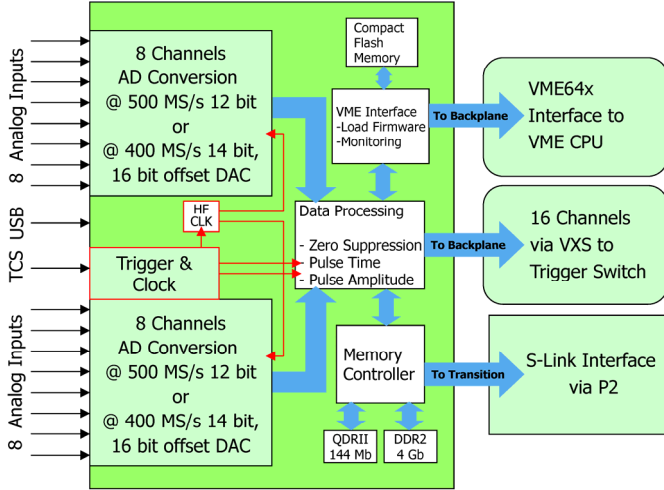 8 Analog Inputs
USB
TCS
8 Analog Inputs
8 Channels
AD Conversion
@ 500 MS/s 12 bit
or
@ 400 MS/s 14 bit,
16 bit offset DAC
HF
CLK
Trigger &
Clock
8 Channels
AD Conversion
@ 500 MS/s 12 bit
or
@ 400 MS/s 14 bit,
16 bit offset DAC
Compact
Flash
Memory
VME Interface
-Load Firmware
-Monitoring
Data Processing
- Zero Suppression
- Pulse Time
- Pulse Amplitude
Memory
Controller
QDRII
144 Mb
DDR2
4 Gb
To Backplane
To Backplane
To Transition
VME64x
Interface to
VME CPU
16 Channels
via VXS to
Trigger Switch
S-Link Interface
via P2